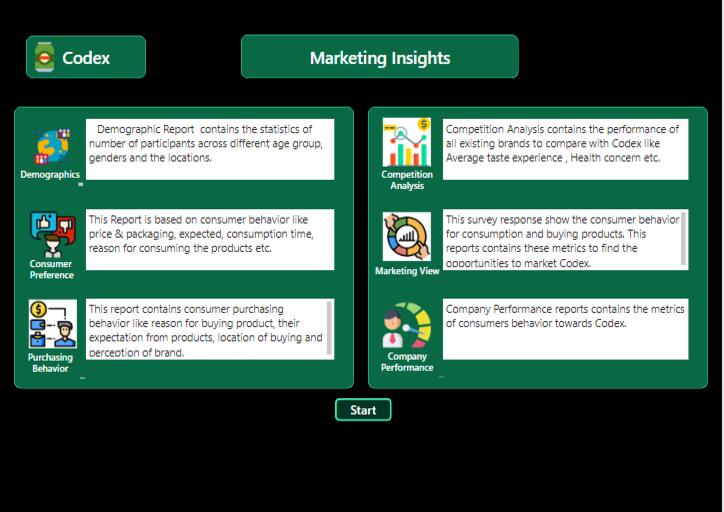 Codex
Marketing Insights
Demographics
Demographic Report contains the statistics of
number of participants across different age group,
genders and the locations.
Consumer
Preference
This Report is based on consumer behavior like
price & packaging, expected, consumption time,
reason for consuming the products etc.
Purchasing
Behavior
This report contains consumer purchasing
behavior like reason for buying product, their
expectation from products, location of buying and
perception of brand.
Competition
Analysis
Competition Analysis contains the performance of
all existing brands to compare with Codex like
Average taste experience , Health concern etc.
Marketing View
This survey response show the consumer behavior
for consumption and buying products. This
reports contains these metrics to find the
opportunities to market Codex.
Company
Performance
Company Performance reports contains the metrics
of consumers behavior towards Codex.
Start